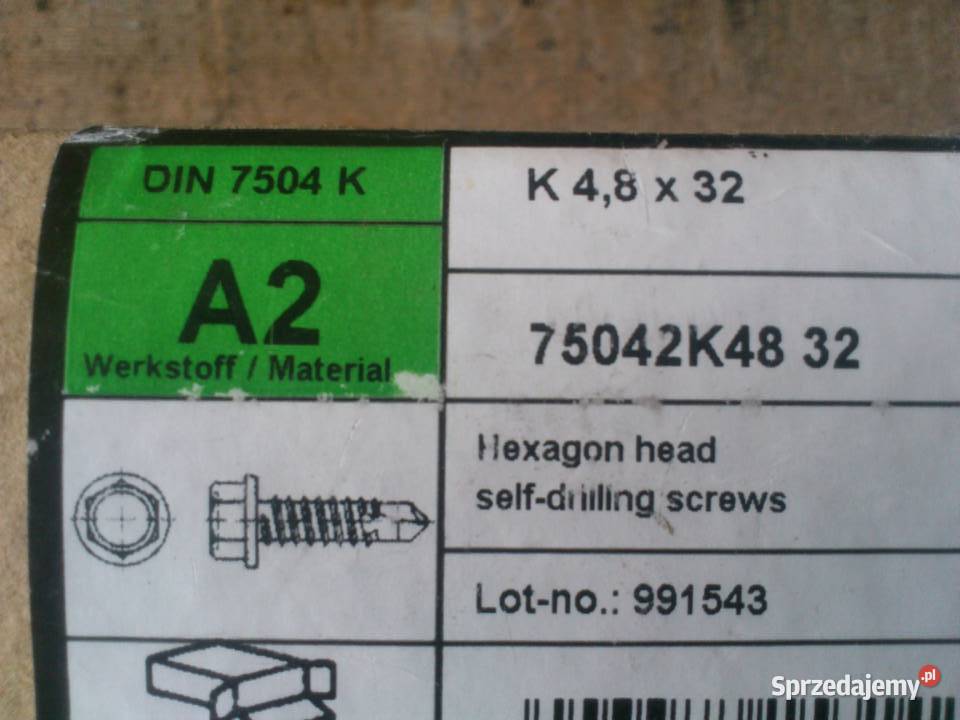 DIN 7504 K
K 4,8 x 32
A2
Werkstoff / Material
75042K48 32
Hexagon head
self-drilling screws
Lot-no.: 991543
Sprzedajemy.pl